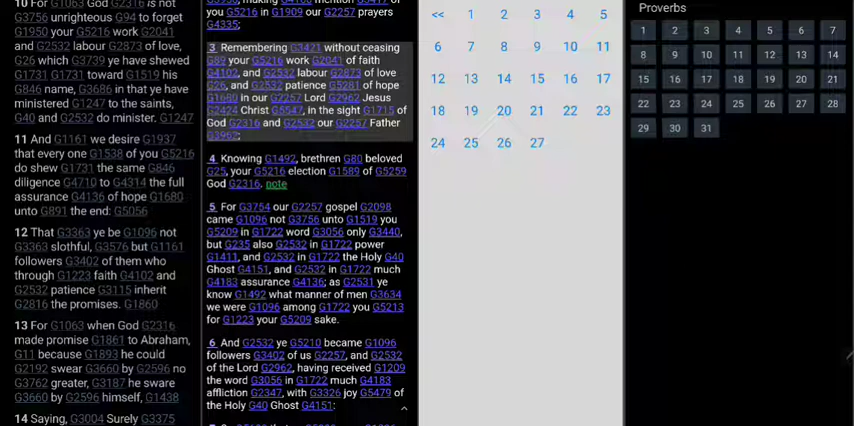 10 For G1063 God G2316 is not
G3756 unrighteous G94 to forget
G1950 your G5216 work G2041
and G2532 labour G2873 of love,
G26 which G3739 ye have shewed
G1731 G1731 toward G1519 his
G846 name, G3686 in that ye have
ministered G1247 to the saints,
G40 and G2532 do minister. G1247
11 And G1161 we desire G1937
that every one G1538 of you G5216
do shew G1731 the same G846
diligence G4710 to G4314 the full
assurance G4136 of hope G1680
unto G891 the end: G5056
12 That G3363 ye be G1096 not
G3363 slothful, G3576 but G1161
followers G3402 of them who
through G1223 faith G4102 and
G2532 patience G3115 inherit
G2816 the promises. G1860
13 For G1063 when God G2316
made promise G1861 to Abraham,
G11 because G1893 he could
G2192 swear G3660 by G2596 no
G3762 greater, G3187 he sware
G3660 by G2596 himself, G1438
14 Saying, G3004 Surely G3375
you G5216 in G1909 our G2257 prayers
G4335;
3 Remembering G3421 without ceasing
G89 your G5216 work G2041 of faith
G4102, and G2532 labour G2873 of love
G26, and G2532 patience G5281 of hope
G1680 in our G2257 Lord G2962 Jesus
G2424 Christ G5547, in the sight G1715 of
God G2316 and G2532 our G2257 Father
G3962;
4 Knowing G1492, brethren G80 beloved
G25, your G5216 election G1589 of G5259
God G2316. note
5 For G3754 our G2257 gospel G2098
came G1096 not G3756 unto G1519 you
G5209 in G1722 word G3056 only G3440,
but G235 also G2532 in G1722 power
G1411, and G2532 in G1722 the Holy G40
Ghost G4151, and G2532 in G1722 much
G4183 assurance G4136; as G2531 ye
know G1492 what manner of men G3634
we were G1096 among G1722 you G5213
for G1223 your G5209 sake.
6 And G2532 ye G5210 became G1096
followers G3402 of us G2257, and G2532
of the Lord G2962, having received G1209
the word G3056 in G1722 much G4183
affliction G2347, with G3326 joy G5479 of
the Holy G40 Ghost G4151:
<< 1 2 3 4 5
6 7 8 9 10 11
12 13 14 15 16 17
18 19 20 21 22 23
24 25 26 27
Proverbs
1 2 3 4 5 6 7
8 9 10 11 12 13 14
15 16 17 18 19 20 21
22 23 24 25 26 27 28
29 30 31